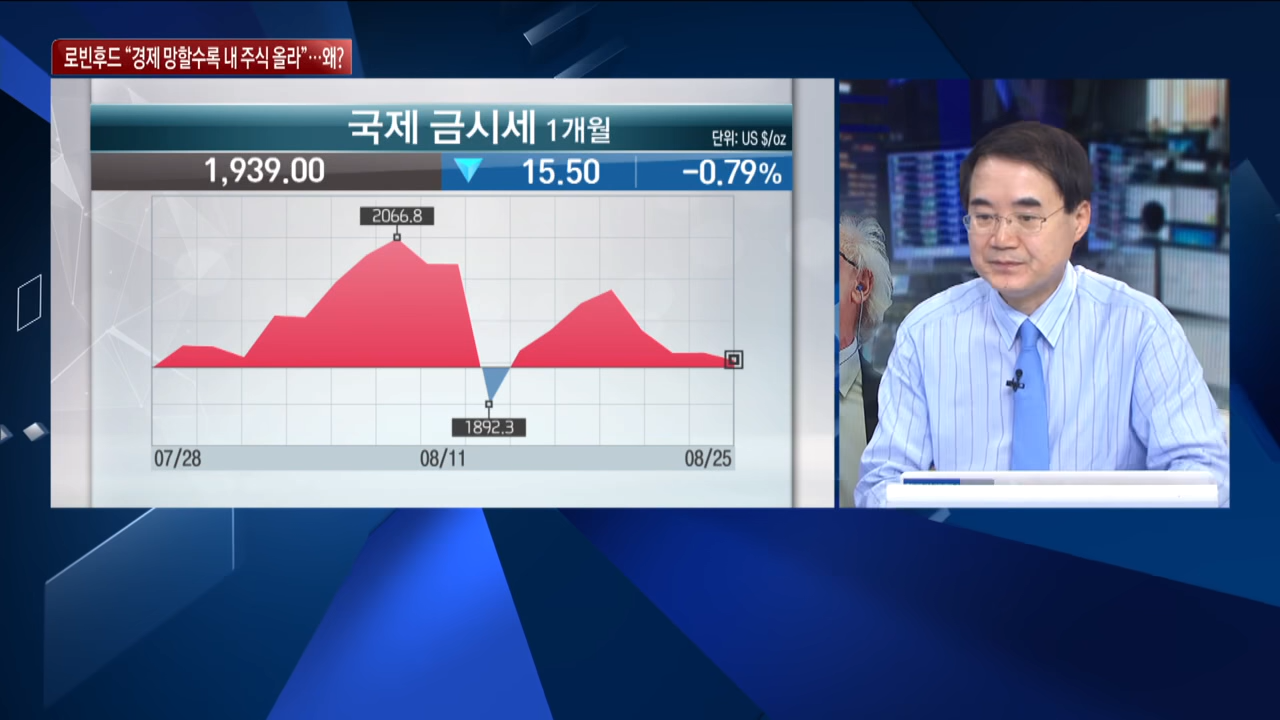 로빈후드 “경제 망할수록 내 주식 올라”…왜?
국제 금시세 1개월
단위: US $/oz
1,939.00 ▼ 15.50 -0.79%
2066.8
1892.3
07/28 08/11 08/25